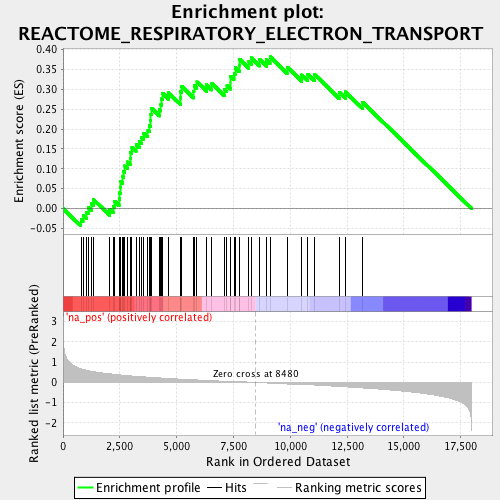 Enrichment plot:
REACTOME_RESPIRATORY_ELECTRON_TRANSPORT
Enrichment score (ES)
0.40
0.35
0.30
0.25
0.20
0.15
0.10
0.05
0.00
-0.05
'na_pos' (positively correlated)
Ranked list metric (PreRanked)
3
2
1
0
-1
-2
Zero cross at 8480
'na_neg' (negatively correlated)
0 2,500 5,000 7,500 10,000 12,500 15,000 17,500
Rank in Ordered Dataset
Enrichment profile Hits Ranking metric scores